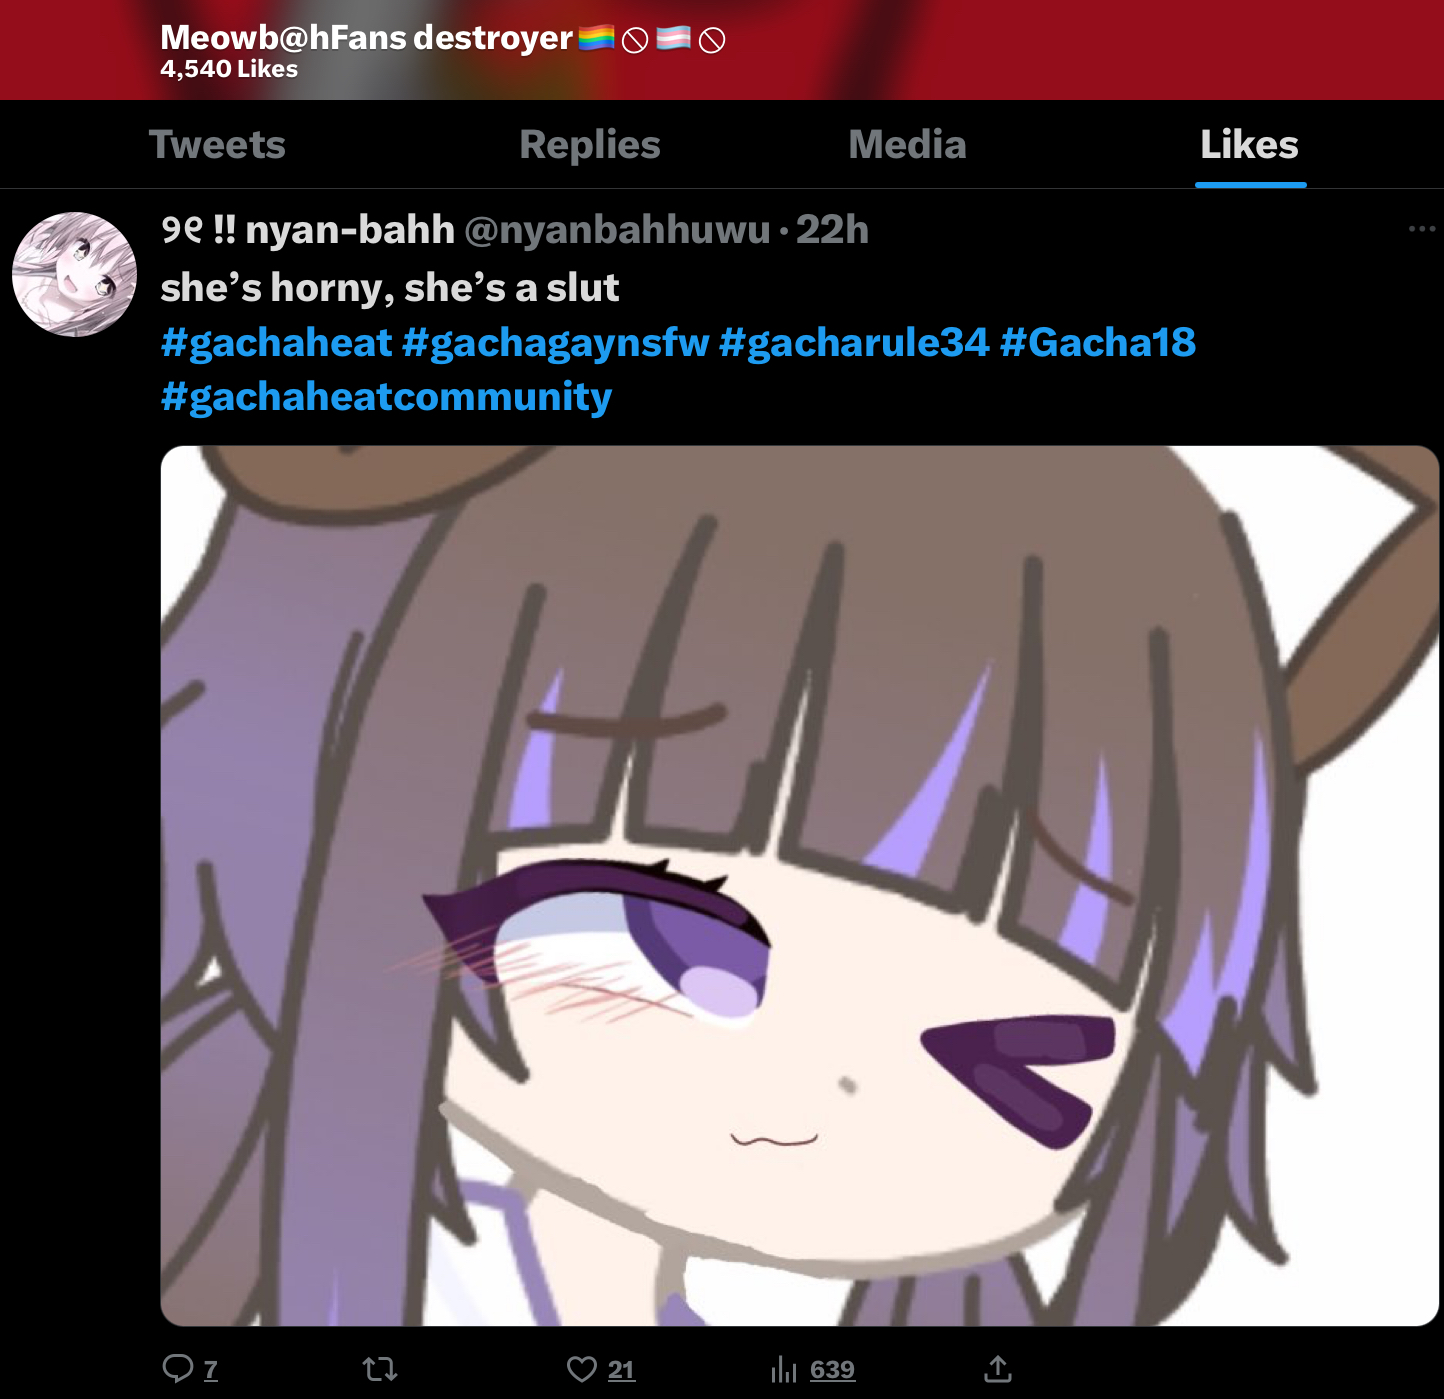 Meowb@hFans destroyer🏳️‍🌈🚫🏳️‍⚧️🚫
4,540 Likes
Tweets Replies Media Likes
୨୧ !! nyan-bahh @nyanbahhuwu · 22h
she’s horny, she’s a slut
#gachaheat #gachagaynsfw #gacharule34 #Gacha18
#gachaheatcommunity
7 21 639